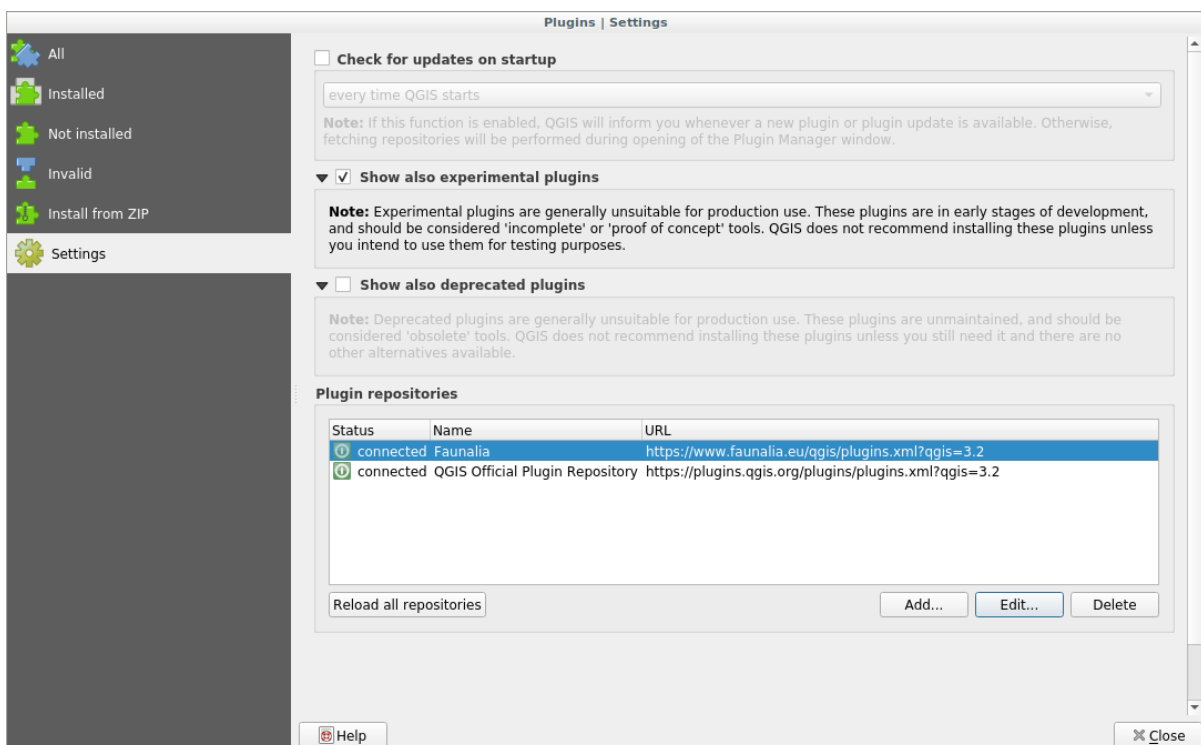 Plugins | Settings
All
Installed
Not installed
Invalid
Install from ZIP
Settings
Check for updates on startup
every time QGIS starts
Note: If this function is enabled, QGIS will inform you whenever a new plugin or plugin update is available. Otherwise,
fetching repositories will be performed during opening of the Plugin Manager window.
Show also experimental plugins
Note: Experimental plugins are generally unsuitable for production use. These plugins are in early stages of development,
and should be considered 'incomplete' or 'proof of concept' tools. QGIS does not recommend installing these plugins unless
you intend to use them for testing purposes.
Show also deprecated plugins
Note: Deprecated plugins are generally unsuitable for production use. These plugins are unmaintained, and should be
considered 'obsolete' tools. QGIS does not recommend installing these plugins unless you still need it and there are no
other alternatives available.
Plugin repositories
Status Name URL
connected Faunalia https://www.faunalia.eu/qgis/plugins.xml?qgis=3.2
connected QGIS Official Plugin Repository https://plugins.qgis.org/plugins/plugins.xml?qgis=3.2
Reload all repositories Add... Edit... Delete
Help Close